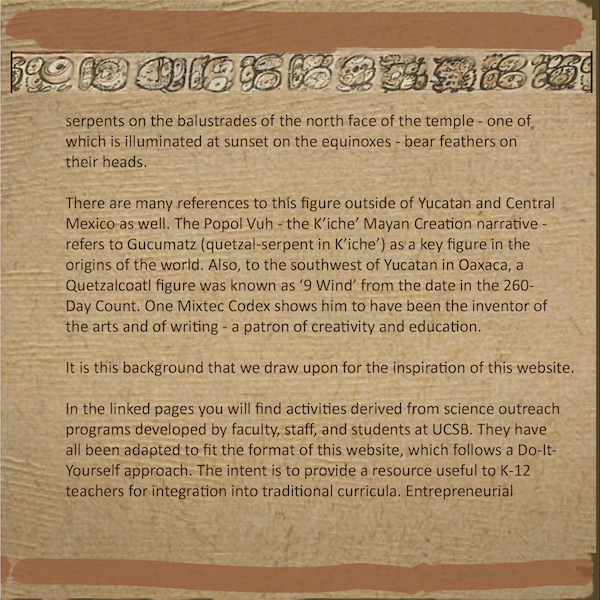 serpents on the balustrades of the north face of the temple - one of
which is illuminated at sunset on the equinoxes - bear feathers on
their heads.
There are many references to this figure outside of Yucatan and Central
Mexico as well. The Popol Vuh - the K’iche’ Mayan Creation narrative -
refers to Gucumatz (quetzal-serpent in K’iche’) as a key figure in the
origins of the world. Also, to the southwest of Yucatan in Oaxaca, a
Quetzalcoatl figure was known as ‘9 Wind’ from the date in the 260-
Day Count. One Mixtec Codex shows him to have been the inventor of
the arts and of writing - a patron of creativity and education.
It is this background that we draw upon for the inspiration of this website.
In the linked pages you will find activities derived from science outreach
programs developed by faculty, staff, and students at UCSB. They have
all been adapted to fit the format of this website, which follows a Do-It-
Yourself approach. The intent is to provide a resource useful to K-12
teachers for integration into traditional curricula. Entrepreneurial